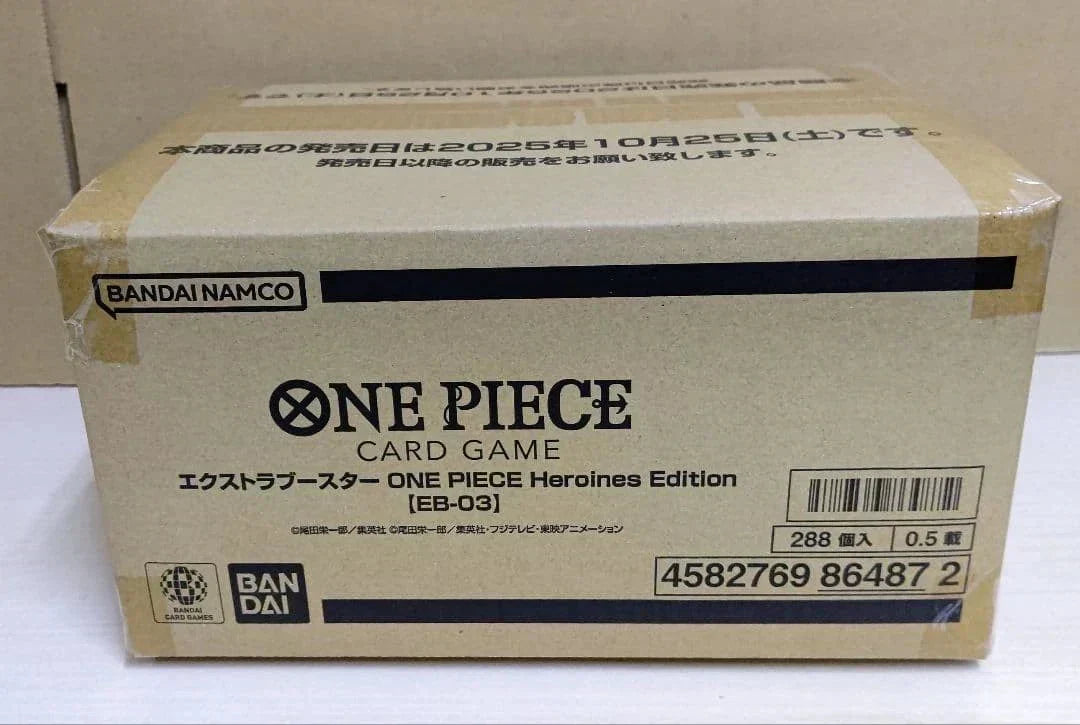 本商品の発売日は2025年10月25日(土)です。
発売日以降の販売をお願い致します。
BANDAI NAMCO
ONE PIECE
CARD GAME
エクストラブースター ONE PIECE Heroines Edition
【EB-03】
©尾田栄一郎／集英社 ©尾田栄一郎／集英社・フジテレビ・東映アニメーション
288 個入
0.5 載
4582769 86487 2
BANDAI
CARD GAMES
BAN
DAI